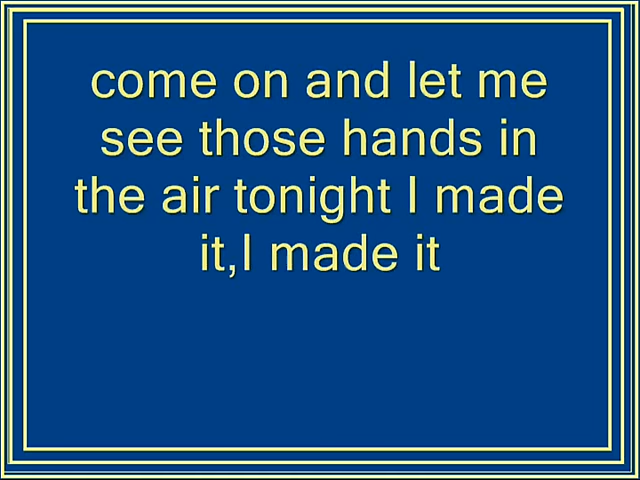 come on and let me
see those hands in
the air tonight I made
it,I made it